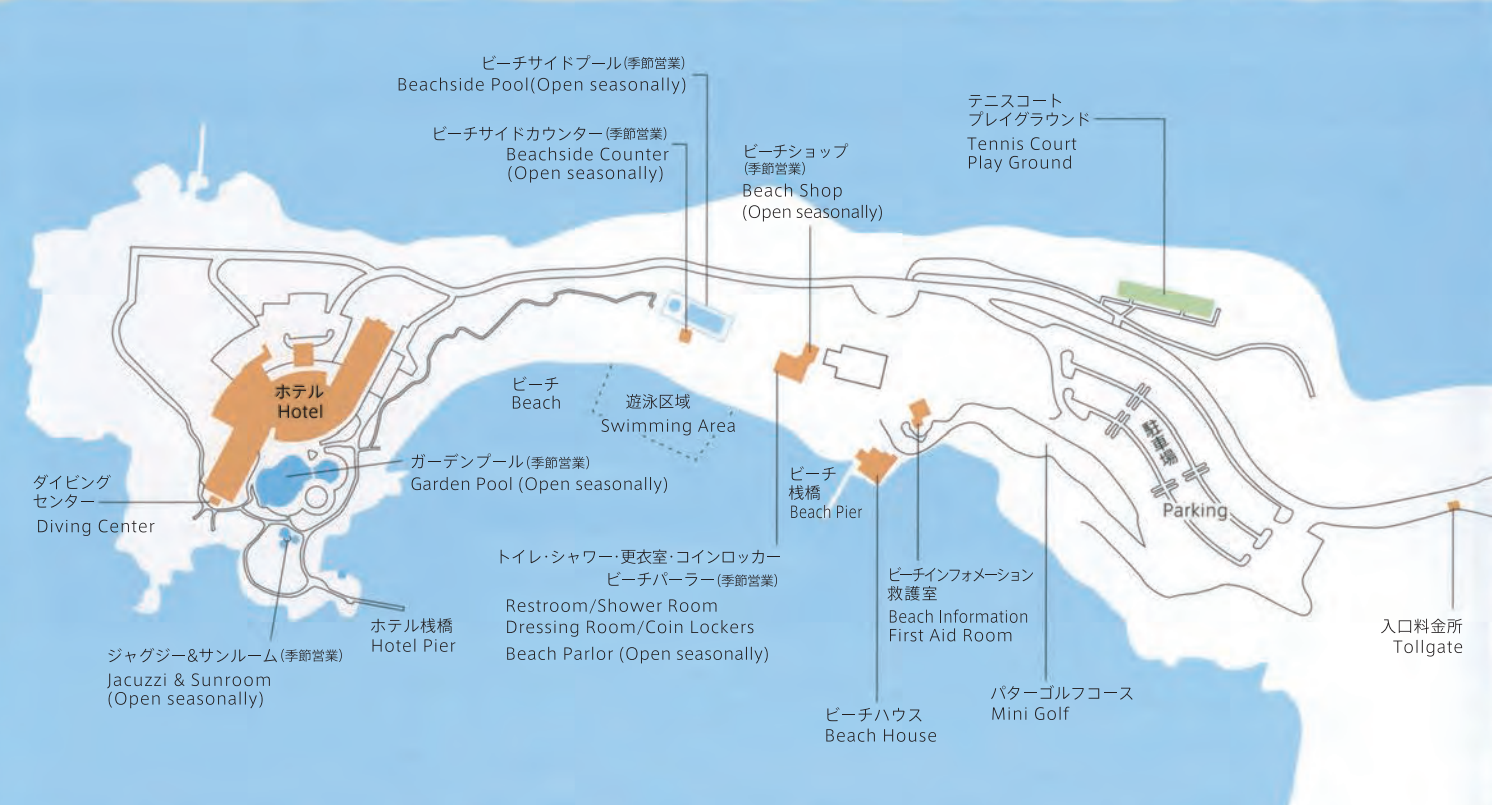 ビーチサイドプール(季節営業)
Beachside Pool(Open seasonally)
ビーチサイドカウンター(季節営業)
Beachside Counter
(Open seasonally)
ビーチショップ
(季節営業)
Beach Shop
(Open seasonally)
テニスコート
プレイグラウンド
Tennis Court
Play Ground
ホテル
Hotel
ビーチ
Beach
遊泳区域
Swimming Area
駐車場
Parking
ガーデンプール(季節営業)
Garden Pool (Open seasonally)
ダイビング
センター
Diving Center
ビーチ
桟橋
Beach Pier
トイレ・シャワー・更衣室・コインロッカー
ビーチパーラー(季節営業)
Restroom/Shower Room
Dressing Room/Coin Lockers
Beach Parlor (Open seasonally)
ビーチインフォメーション
救護室
Beach Information
First Aid Room
ホテル桟橋
Hotel Pier
入口料金所
Tollgate
ジャグジー&サンルーム(季節営業)
Jacuzzi & Sunroom
(Open seasonally)
パターゴルフコース
Mini Golf
ビーチハウス
Beach House